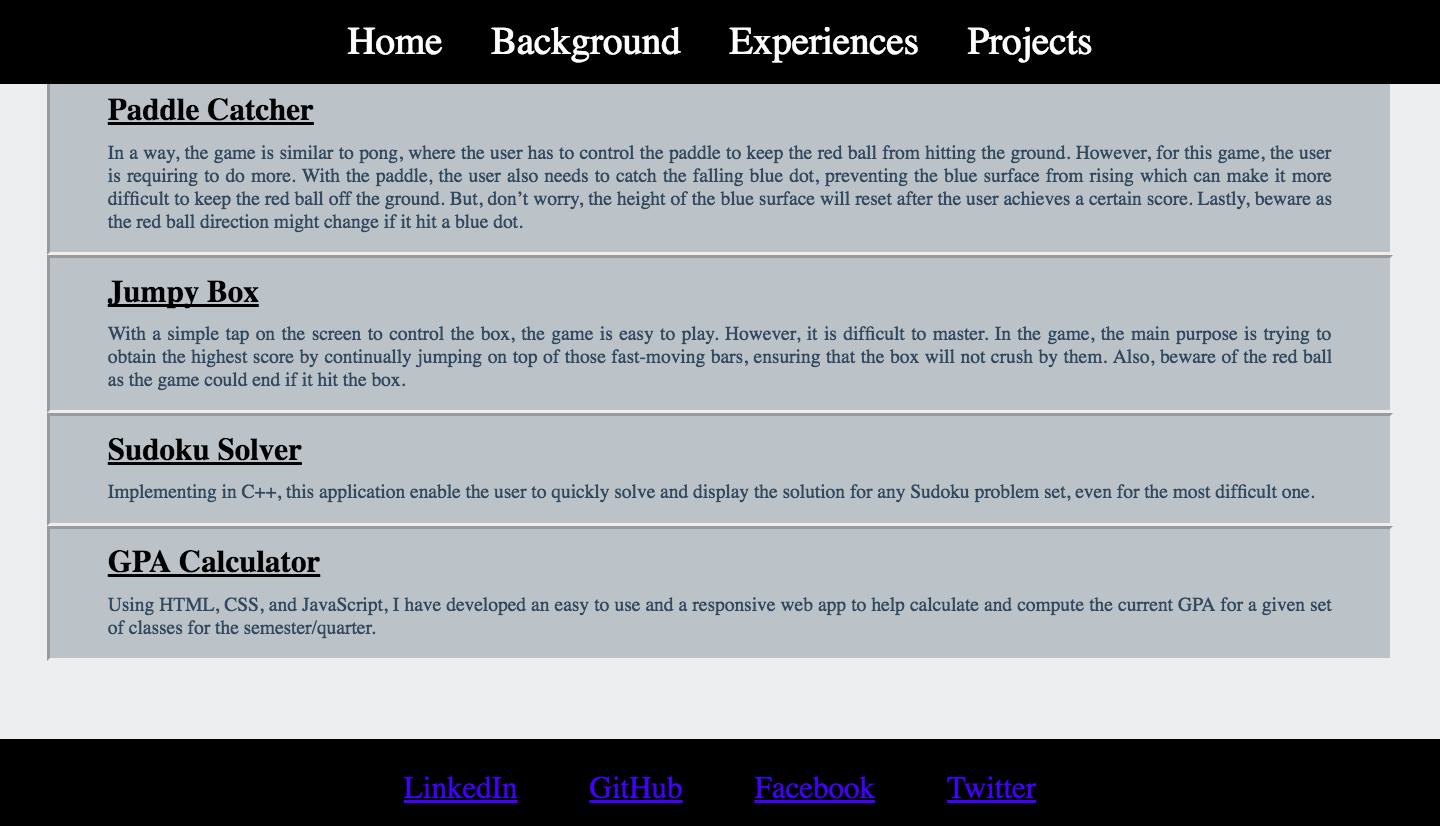 Home Background Experiences Projects
Paddle Catcher
In a way, the game is similar to pong, where the user has to control the paddle to keep the red ball from hitting the ground. However, for this game, the user
is requiring to do more. With the paddle, the user also needs to catch the falling blue dot, preventing the blue surface from rising which can make it more
difficult to keep the red ball off the ground. But, don’t worry, the height of the blue surface will reset after the user achieves a certain score. Lastly, beware as
the red ball direction might change if it hit a blue dot.
Jumpy Box
With a simple tap on the screen to control the box, the game is easy to play. However, it is difficult to master. In the game, the main purpose is trying to
obtain the highest score by continually jumping on top of those fast-moving bars, ensuring that the box will not crush by them. Also, beware of the red ball
as the game could end if it hit the box.
Sudoku Solver
Implementing in C++, this application enable the user to quickly solve and display the solution for any Sudoku problem set, even for the most difficult one.
GPA Calculator
Using HTML, CSS, and JavaScript, I have developed an easy to use and a responsive web app to help calculate and compute the current GPA for a given set
of classes for the semester/quarter.
LinkedIn GitHub Facebook Twitter